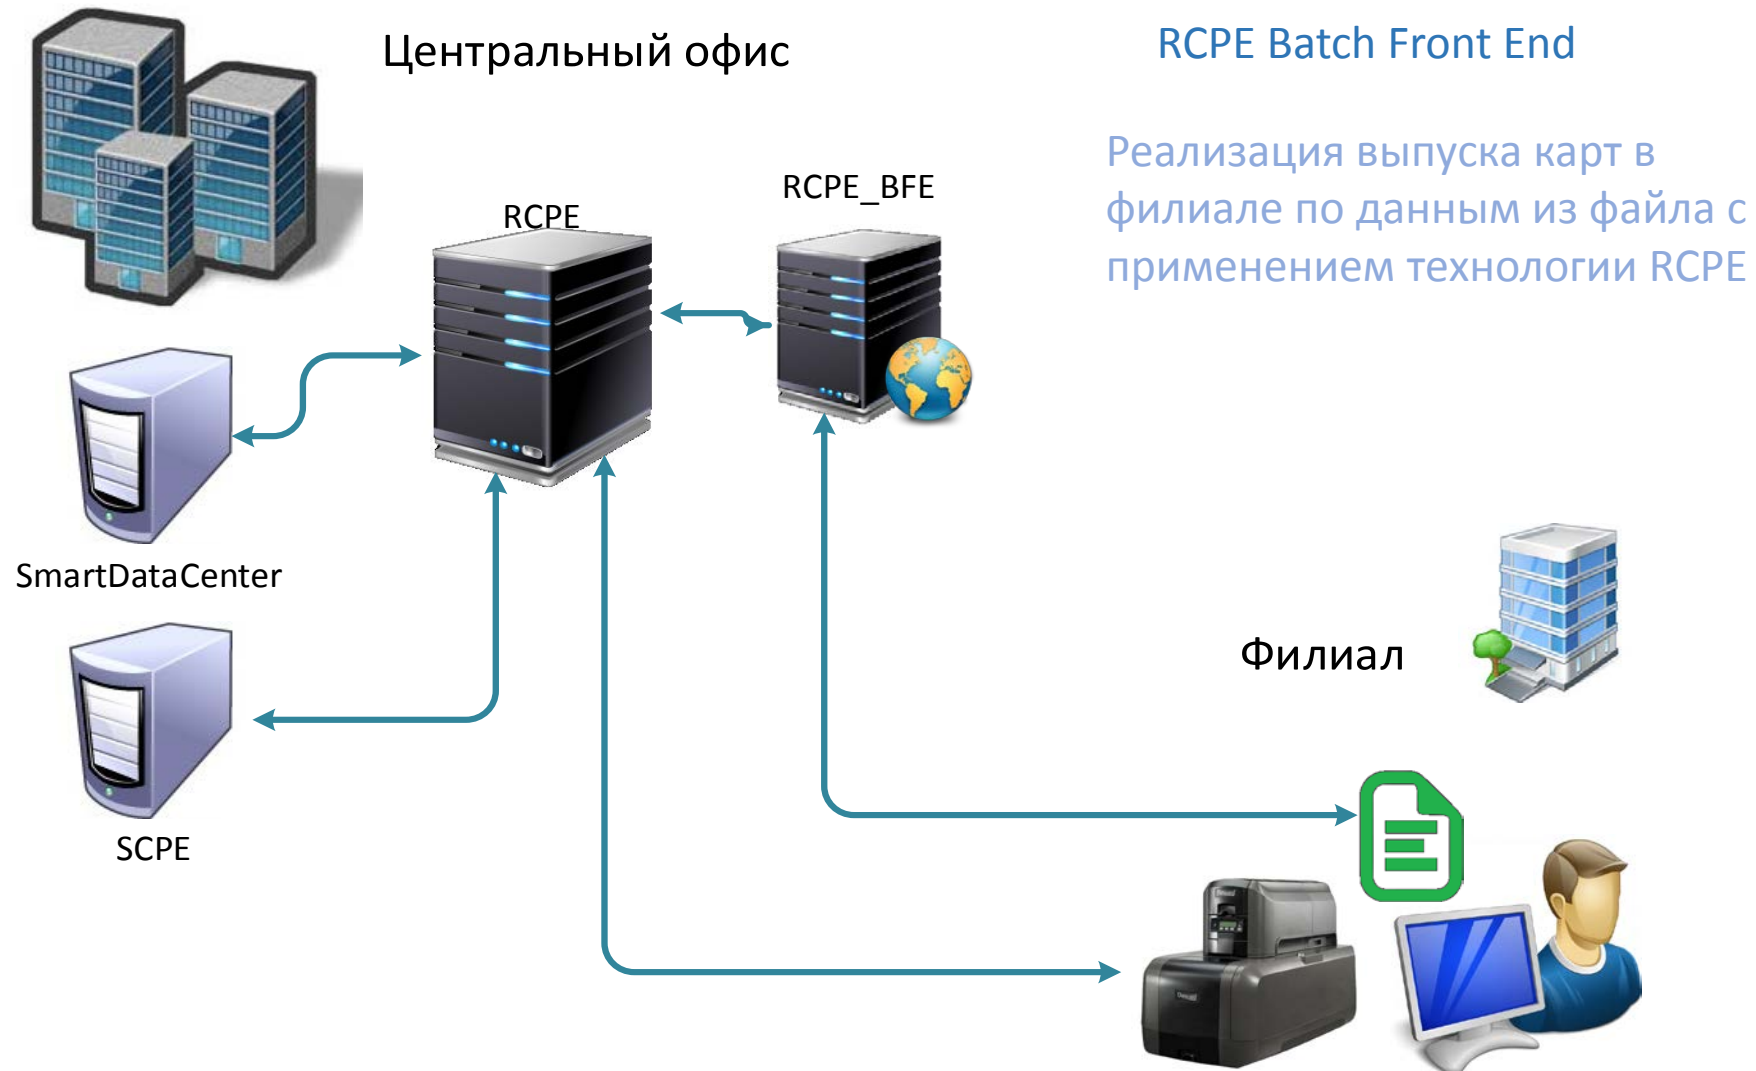 Центральный офис
RCPE Batch Front End
Реализация выпуска карт в
филиале по данным из файла с
применением технологии RCPE
RCPE_BFE
RCPE
SmartDataCenter
Филиал
SCPE